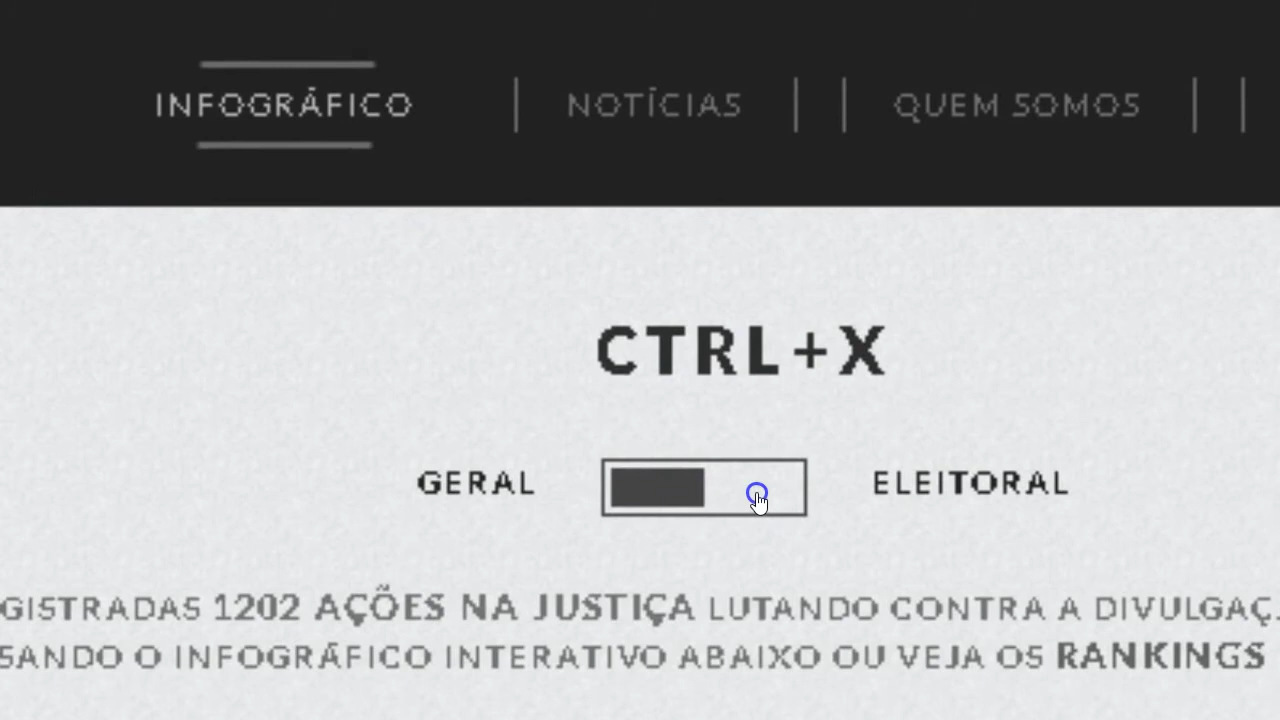 INFOGRÁFICO NOTÍCIAS QUEM SOMOS
CTRL+X
GERAL ELEITORAL
GISTRADAS 1202 AÇÕES NA JUSTIÇA LUTANDO CONTRA A DIVULGAÇ
SANDO O INFOGRÁFICO INTERATIVO ABAIXO OU VEJA OS RANKINGS